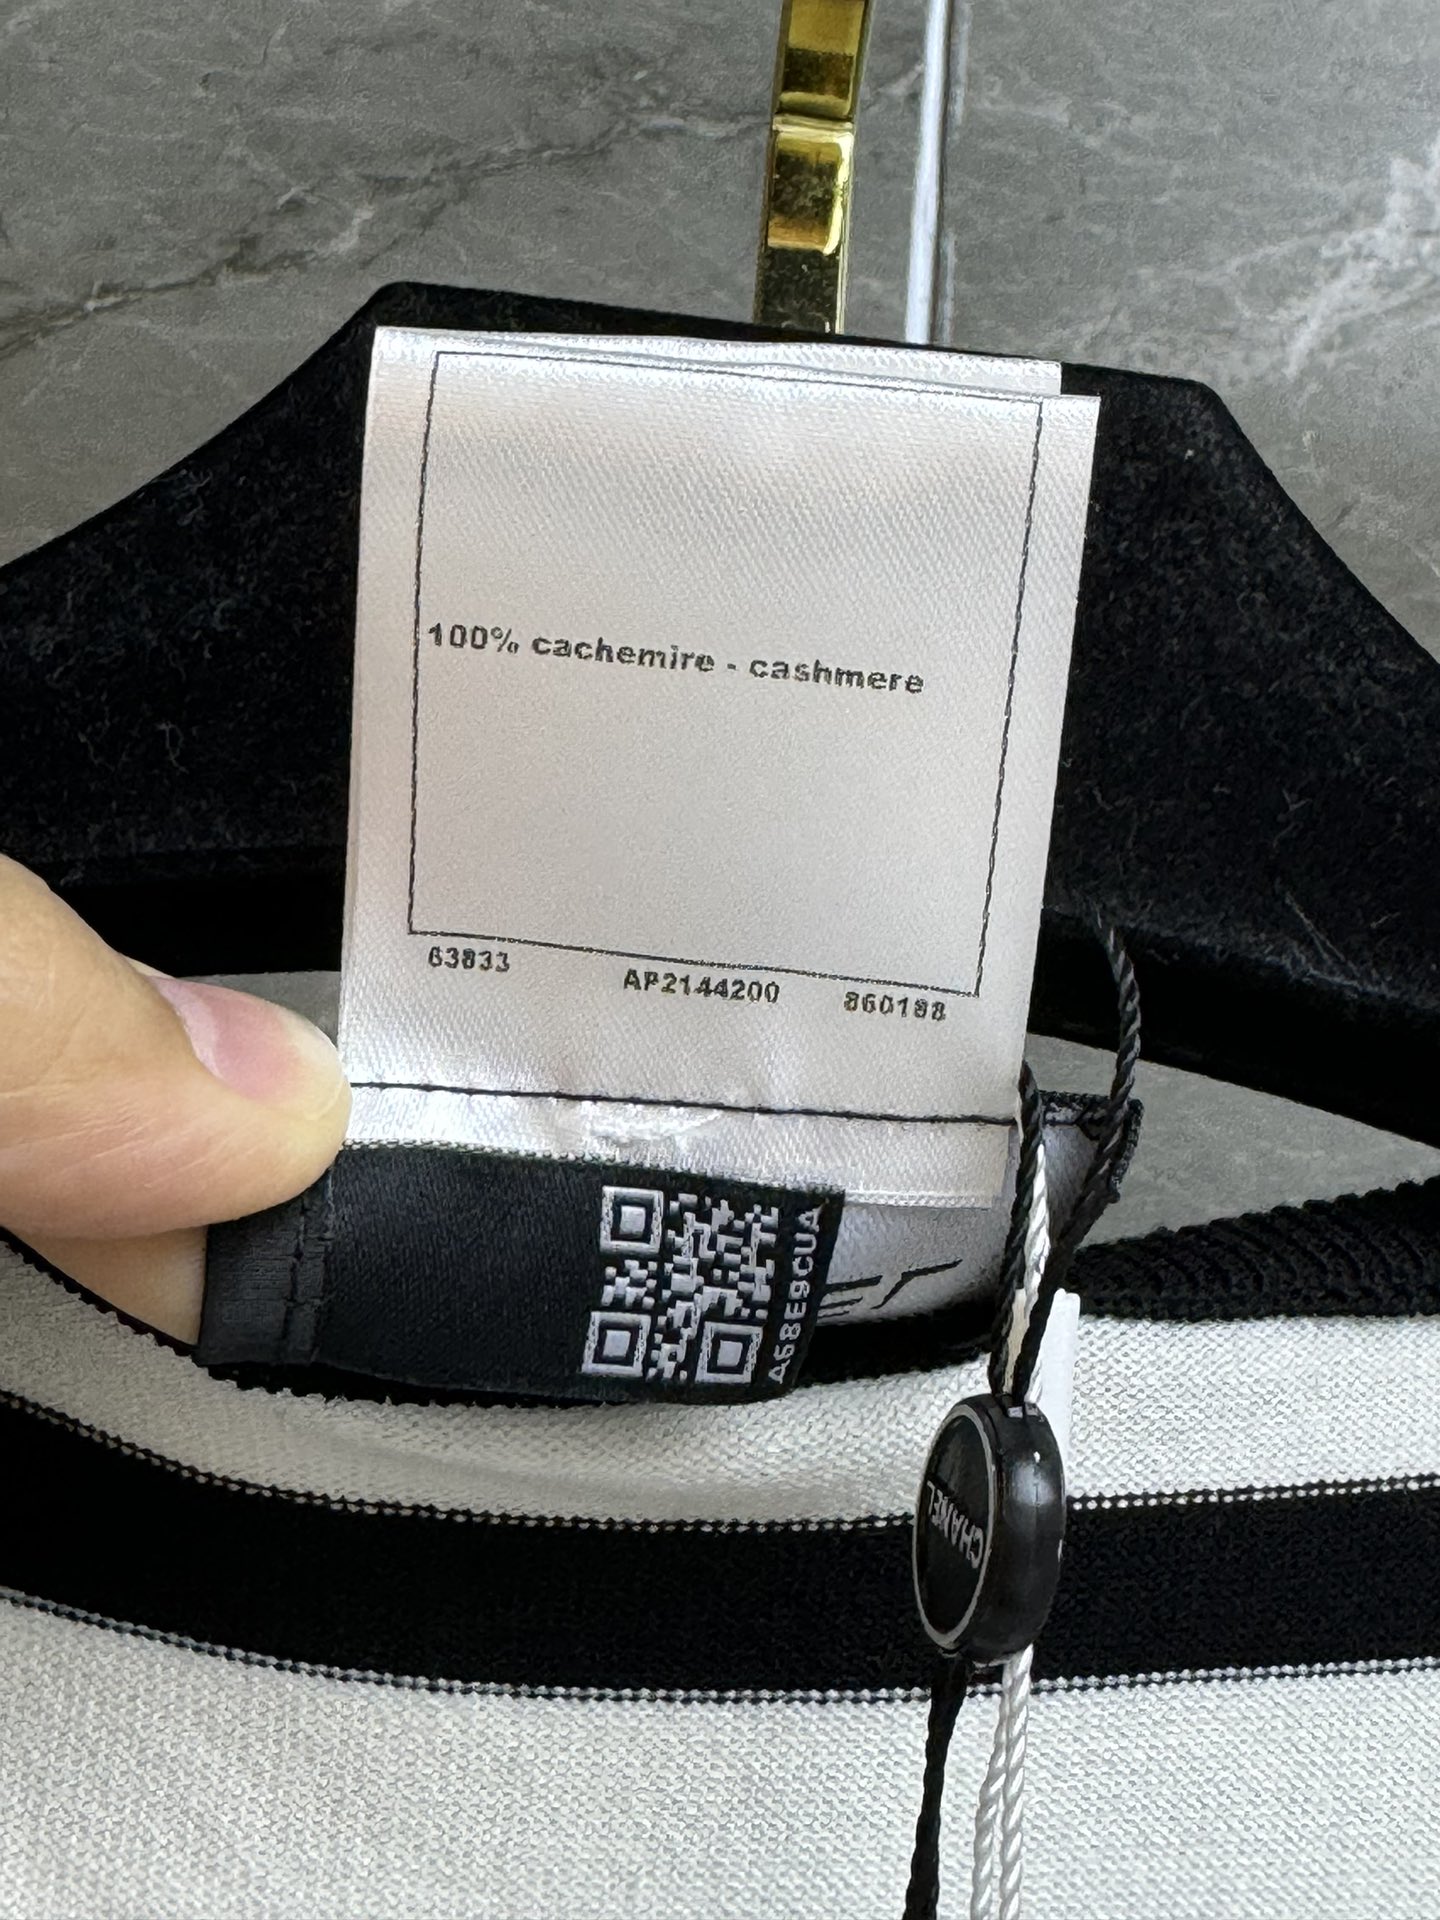 100% cachemire - cashmere
63833 AP2144200 860188
A58E9CUA
CHANEL